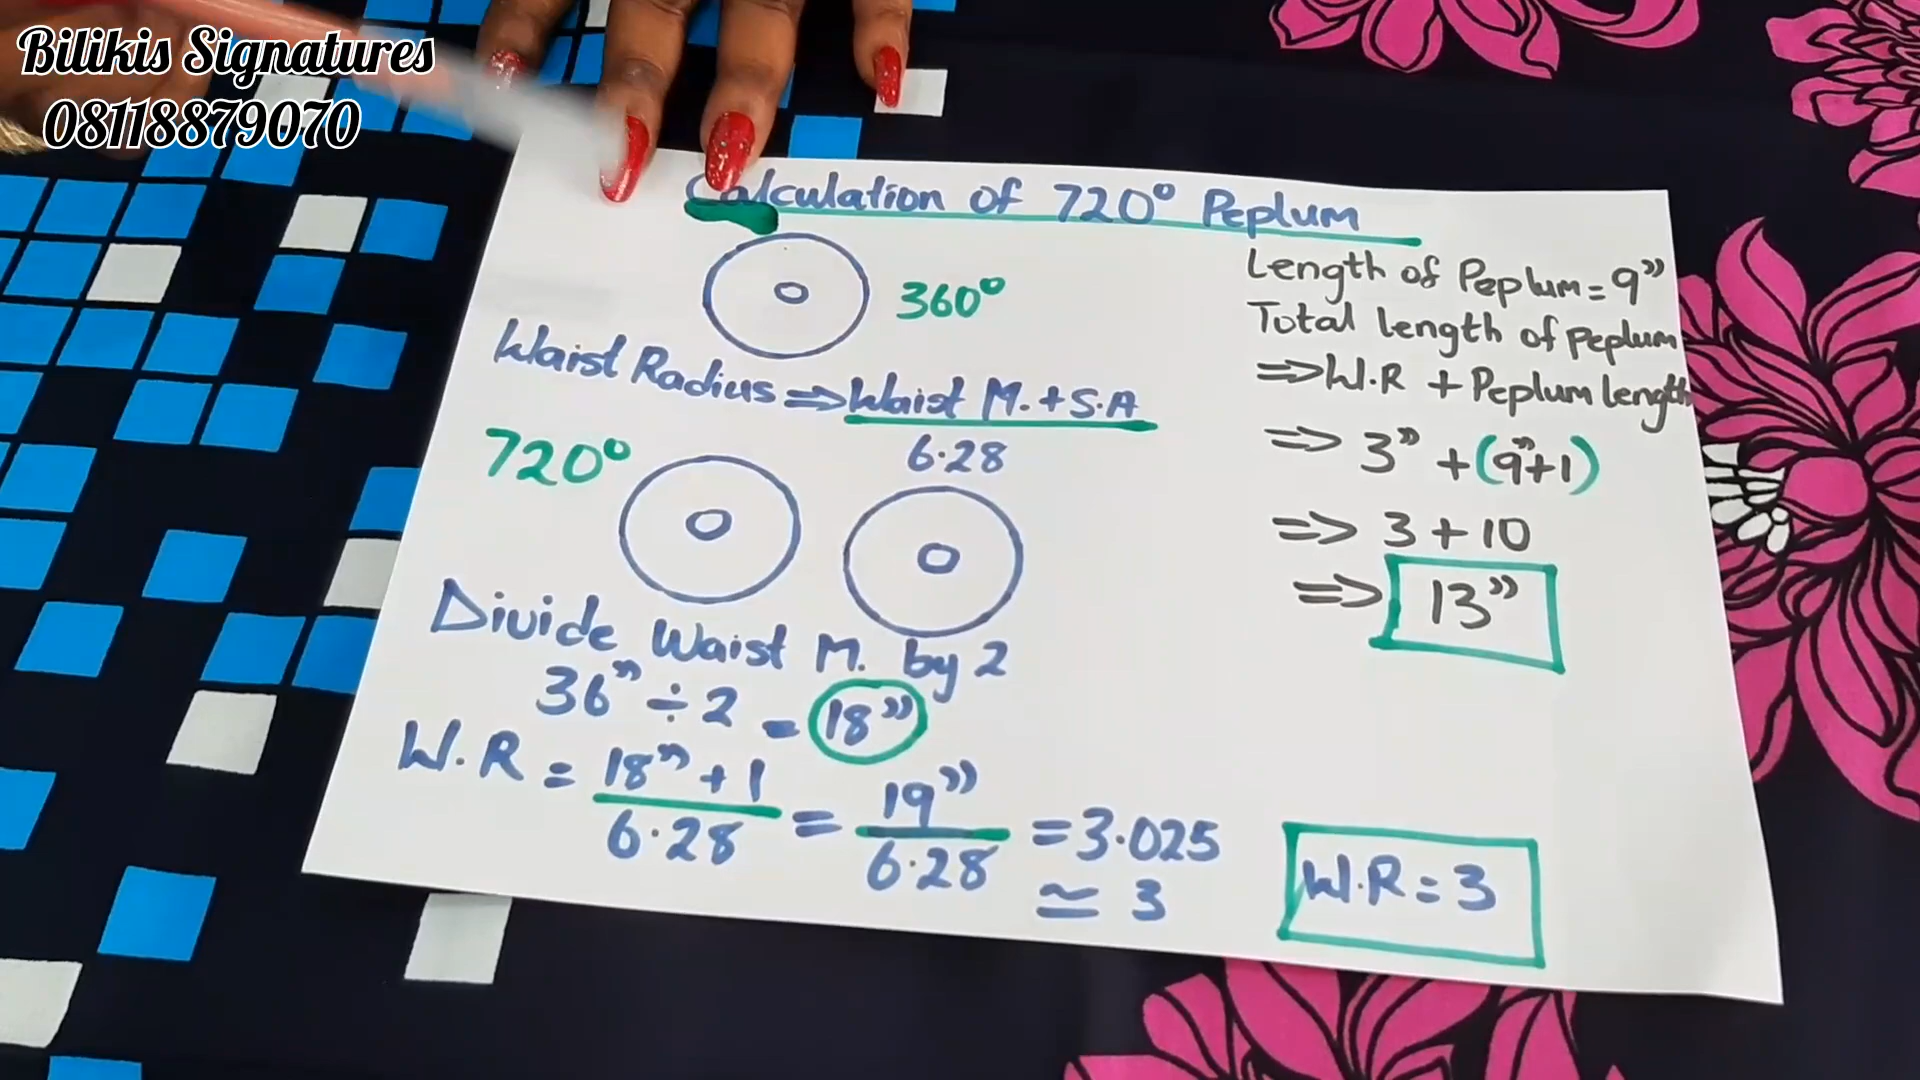 Bilikis Signatures
08118879070
Calculation of 720° Peplum
360°
Waist Radius ⇒ Waist M. + S.A
6.28
720°
Divide Waist M. by 2
36" ÷ 2 = 18"
W.R = 18" + 1 = 19" = 3.025
6.28 6.28 ≃ 3
Length of Peplum = 9"
Total length of peplum
⇒ W.R + Peplum length
⇒ 3" + (9" + 1)
⇒ 3 + 10
⇒ 13"
W.R = 3